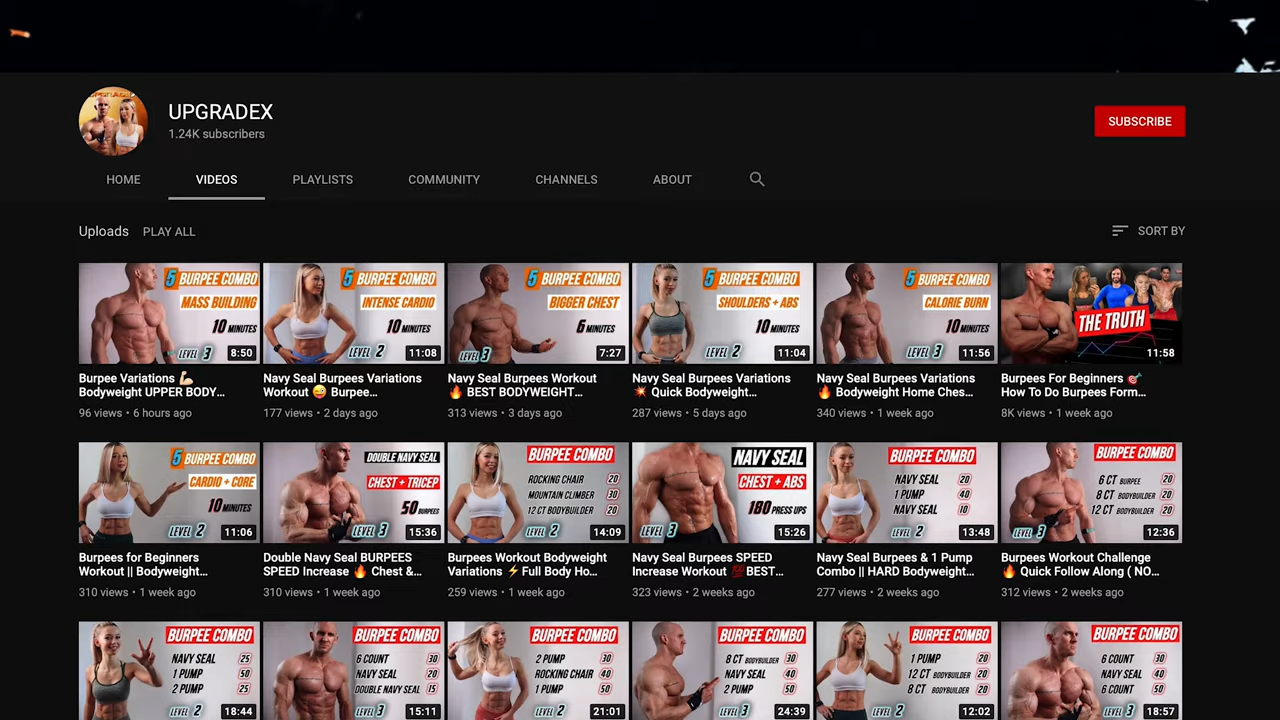 UPGRADEX
1.24K subscribers
SUBSCRIBE
HOME VIDEOS PLAYLISTS COMMUNITY CHANNELS ABOUT
Uploads PLAY ALL
SORT BY
5 BURPEE COMBO
MASS BUILDING
10 MINUTES
LEVEL 3
8:50
Burpee Variations 💪🏻
Bodyweight UPPER BODY...
96 views • 6 hours ago
5 BURPEE COMBO
INTENSE CARDIO
10 MINUTES
LEVEL 2
11:08
Navy Seal Burpees Variations
Workout 😜 Burpee...
177 views • 2 days ago
5 BURPEE COMBO
BIGGER CHEST
6 MINUTES
LEVEL 3
7:27
Navy Seal Burpees Workout
🔥 BEST BODYWEIGHT...
313 views • 3 days ago
5 BURPEE COMBO
SHOULDERS + ABS
10 MINUTES
LEVEL 2
11:04
Navy Seal Burpees Variations
💥 Quick Bodyweight...
287 views • 5 days ago
5 BURPEE COMBO
CALORIE BURN
10 MINUTES
LEVEL 3
11:56
Navy Seal Burpees Variations
🔥 Bodyweight Home Ches...
340 views • 1 week ago
THE TRUTH
11:58
Burpees For Beginners 🎯
How To Do Burpees Form...
8K views • 1 week ago
5 BURPEE COMBO
CARDIO + CORE
10 MINUTES
LEVEL 2
11:06
Burpees for Beginners
Workout || Bodyweight...
310 views • 1 week ago
DOUBLE NAVY SEAL
CHEST + TRICEP
50 BURPEES
LEVEL 3
15:36
Double Navy Seal BURPEES
SPEED Increase 🔥 Chest &...
310 views • 1 week ago
BURPEE COMBO
ROCKING CHAIR 20
MOUNTAIN CLIMBER 30
12 CT BODYBUILDER 20
LEVEL 2
14:09
Burpees Workout Bodyweight
Variations ⚡Full Body Ho...
259 views • 1 week ago
NAVY SEAL
CHEST + ABS
180 PRESS UPS
LEVEL 3
15:26
Navy Seal Burpees SPEED
Increase Workout 💯BEST...
323 views • 2 weeks ago
BURPEE COMBO
NAVY SEAL 20
1 PUMP 40
NAVY SEAL 10
LEVEL 2
13:48
Navy Seal Burpees & 1 Pump
Combo || HARD Bodyweight...
277 views • 2 weeks ago
BURPEE COMBO
6 CT BURPEE 20
8 CT BODYBUILDER 20
12 CT BODYBUILDER 20
LEVEL 3
12:36
Burpees Workout Challenge
🔥 Quick Follow Along ( NO...
312 views • 2 weeks ago
BURPEE COMBO
NAVY SEAL 25
1 PUMP 50
2 PUMP 25
LEVEL 2
18:44
BURPEE COMBO
6 COUNT 30
NAVY SEAL 20
DOUBLE NAVY SEAL 15
LEVEL 3
15:11
BURPEE COMBO
2 PUMP 30
ROCKING CHAIR 40
1 PUMP 50
LEVEL 2
21:01
BURPEE COMBO
8 CT BODYBUILDER 30
NAVY SEAL 40
2 PUMP 50
LEVEL 3
24:39
BURPEE COMBO
1 PUMP 20
12 CT BODYBUILDER 20
8 CT BODYBUILDER 20
LEVEL 2
12:02
BURPEE COMBO
6 COUNT 30
NAVY SEAL 40
6 COUNT 50
LEVEL 3
18:57